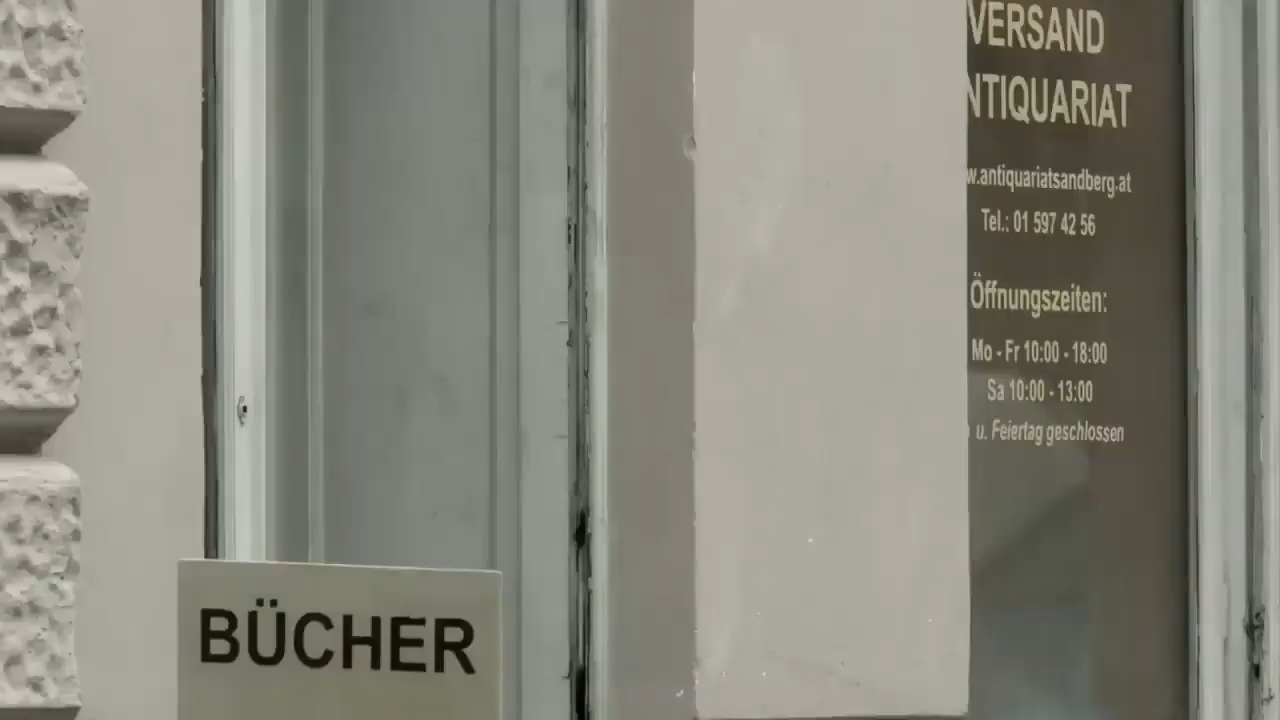 VERSAND
NTIQUARIAT
w.antiquariatsandberg.at
Tel.: 01 597 42 56
Öffnungszeiten:
Mo - Fr 10:00 - 18:00
Sa 10:00 - 13:00
u. Feiertag geschlossen
BÜCHER